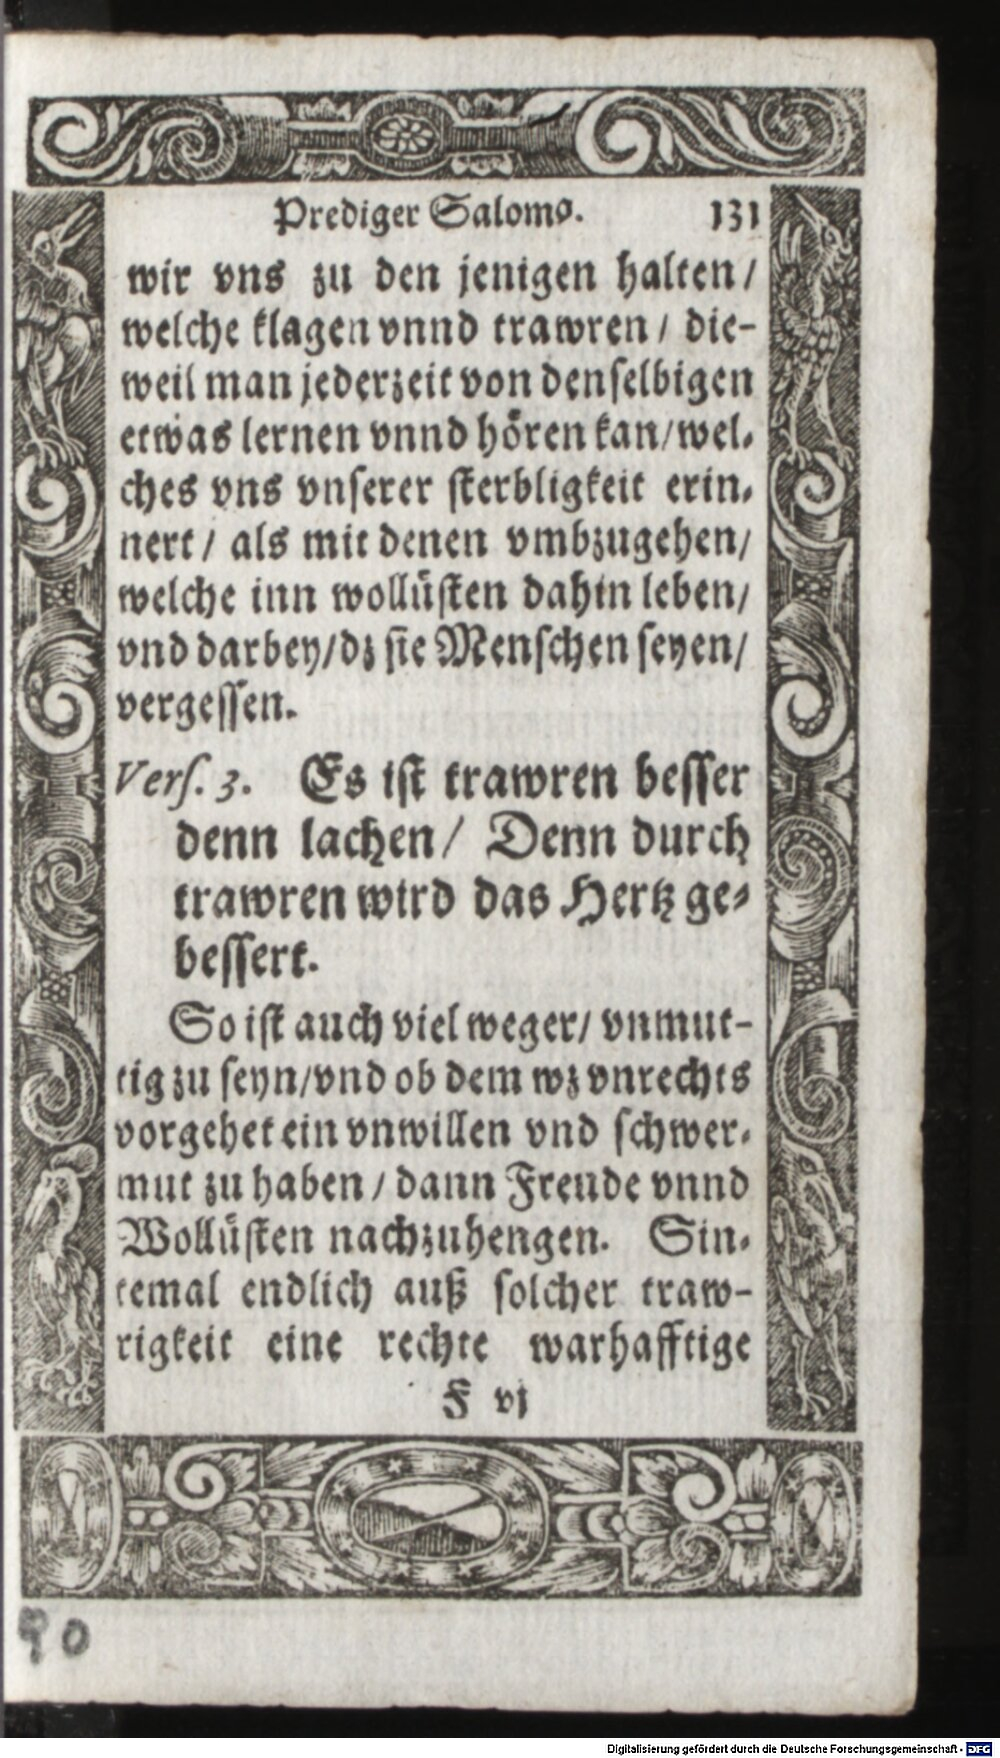 Prediger Salomo. 131
wir vns zu den jenigen halten/
welche klagen vnnd trawren / die-
weil man jederzeit von denselbigen
etwas lernen vnnd hören kan/wel-
ches vns vnserer sterbligkeit erin-
nert / als mit denen vmbzugehen/
welche inn wollüsten dahin leben/
vnd darbey/dz sie Menschen seyen/
vergessen.
Vers. 3. Es ist trawren besser
denn lachen/ Denn durch
trawren wird das Hertz ge-
bessert.
So ist auch viel weger/ vnmut-
tig zu seyn/vnd ob dem wz vnrechts
vorgehet ein vnwillen vnd schwer-
mut zu haben / dann Freude vnnd
Wollüsten nachzuhengen. Sin-
temal endlich auß solcher traw-
rigkeit eine rechte warhafftige
F vj
90
Digitalisierung gefördert durch die Deutsche Forschungsgemeinschaft - DFG